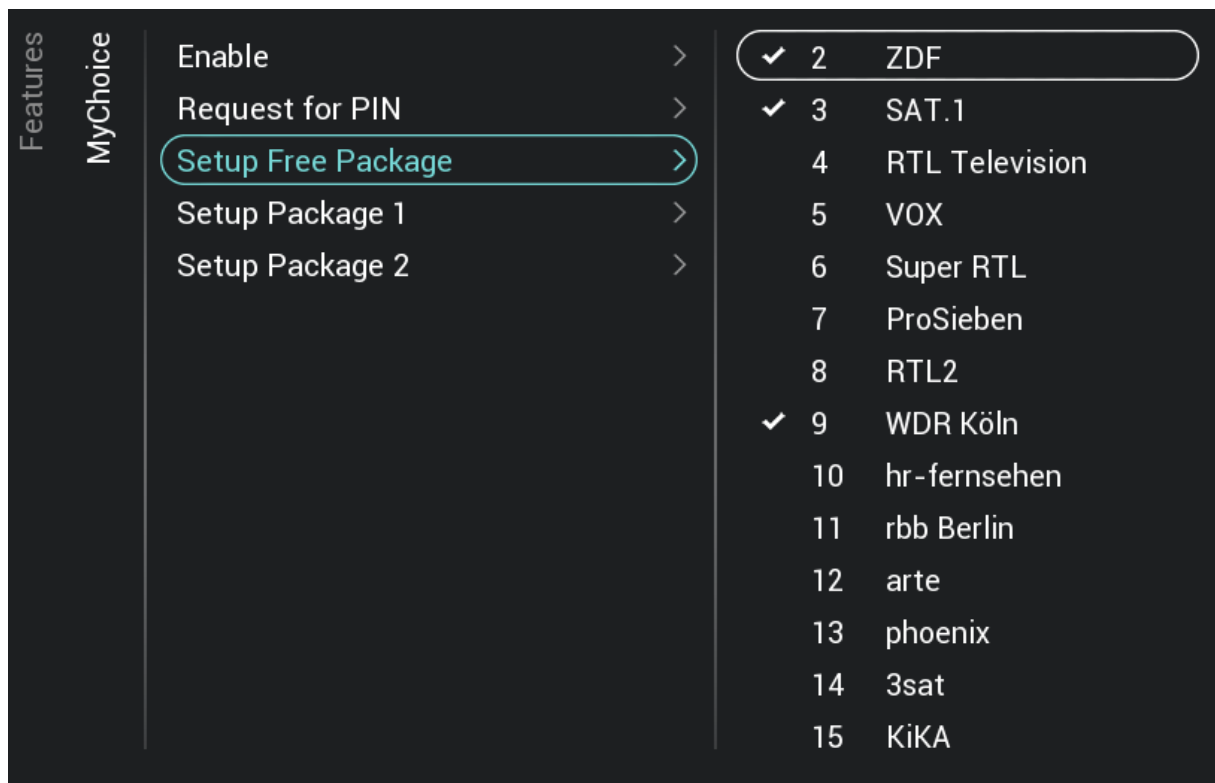 Features
MyChoice
Enable
Request for PIN
Setup Free Package
Setup Package 1
Setup Package 2
2 ZDF
3 SAT.1
4 RTL Television
5 VOX
6 Super RTL
7 ProSieben
8 RTL2
9 WDR Köln
10 hr-fernsehen
11 rbb Berlin
12 arte
13 phoenix
14 3sat
15 KiKA